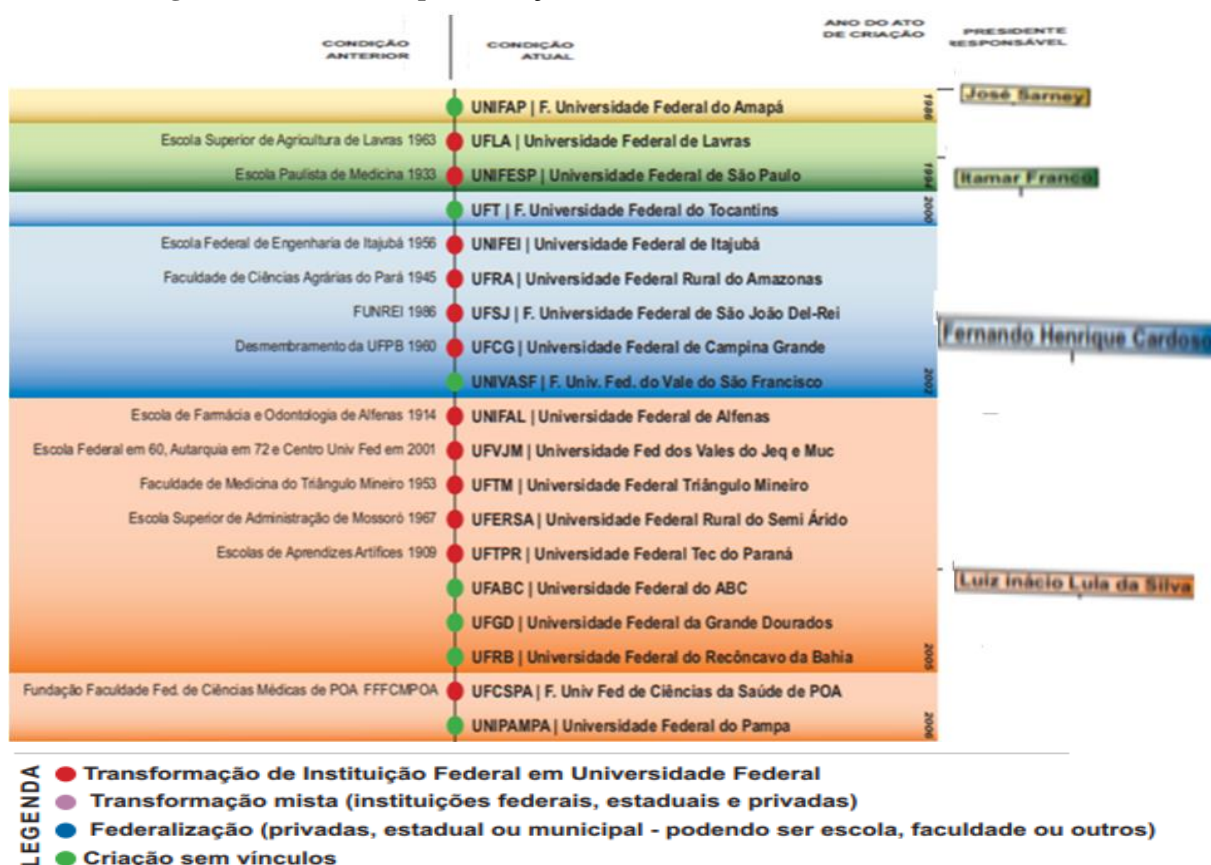 CONDIÇÃO ANTERIOR
CONDIÇÃO ATUAL
ANO DO ATO DE CRIAÇÃO
PRESIDENTE RESPONSÁVEL
UNIFAP | F. Universidade Federal do Amapá
1986
José Sarney
Escola Superior de Agricultura de Lavras 1963
UFLA | Universidade Federal de Lavras
Escola Paulista de Medicina 1933
UNIFESP | Universidade Federal de São Paulo
1994
Itamar Franco
UFT | F. Universidade Federal do Tocantins
2000
Escola Federal de Engenharia de Itajubá 1956
UNIFEI | Universidade Federal de Itajubá
Faculdade de Ciências Agrárias do Pará 1945
UFRA | Universidade Federal Rural do Amazonas
FUNREI 1986
UFSJ | F. Universidade Federal de São João Del-Rei
Fernando Henrique Cardoso
Desmembramento da UFPB 1960
UFCG | Universidade Federal de Campina Grande
UNIVASF | F. Univ. Fed. do Vale do São Francisco
2002
Escola de Farmácia e Odontologia de Alfenas 1914
UNIFAL | Universidade Federal de Alfenas
Escola Federal em 60, Autarquia em 72 e Centro Univ Fed em 2001
UFVJM | Universidade Fed dos Vales do Jeq e Muc
Faculdade de Medicina do Triângulo Mineiro 1953
UFTM | Universidade Federal Triângulo Mineiro
Escola Superior de Administração de Mossoró 1967
UFERSA | Universidade Federal Rural do Semi Árido
Escolas de Aprendizes Artífices 1909
UFTPR | Universidade Federal Tec do Paraná
UFABC | Universidade Federal do ABC
Luiz Inácio Lula da Silva
UFGD | Universidade Federal da Grande Dourados
UFRB | Universidade Federal do Recôncavo da Bahia
2005
Fundação Faculdade Fed. de Ciências Médicas de POA FFFCMPOA
UFCSPA | F. Univ Fed de Ciências da Saúde de POA
UNIPAMPA | Universidade Federal do Pampa
2006
LEGENDA
Transformação de Instituição Federal em Universidade Federal
Transformação mista (instituições federais, estaduais e privadas)
Federalização (privadas, estadual ou municipal - podendo ser escola, faculdade ou outros)
Criação sem vínculos